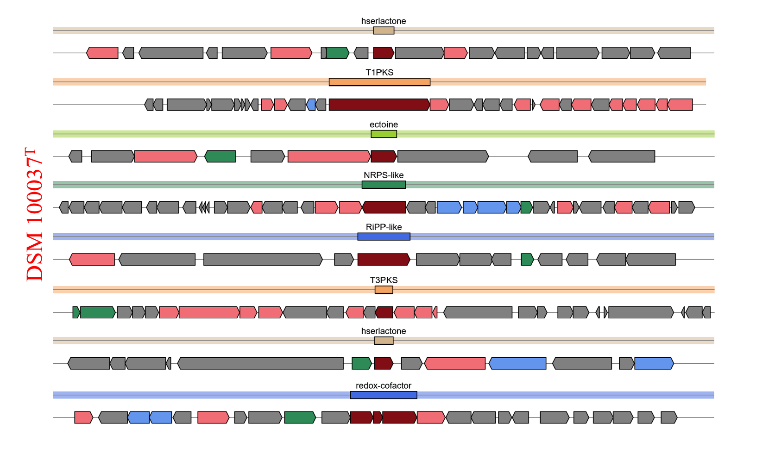 DSM 100037ᵀ
hserlactone
T1PKS
ectoine
NRPS-like
RiPP-like
T3PKS
hserlactone
redox-cofactor